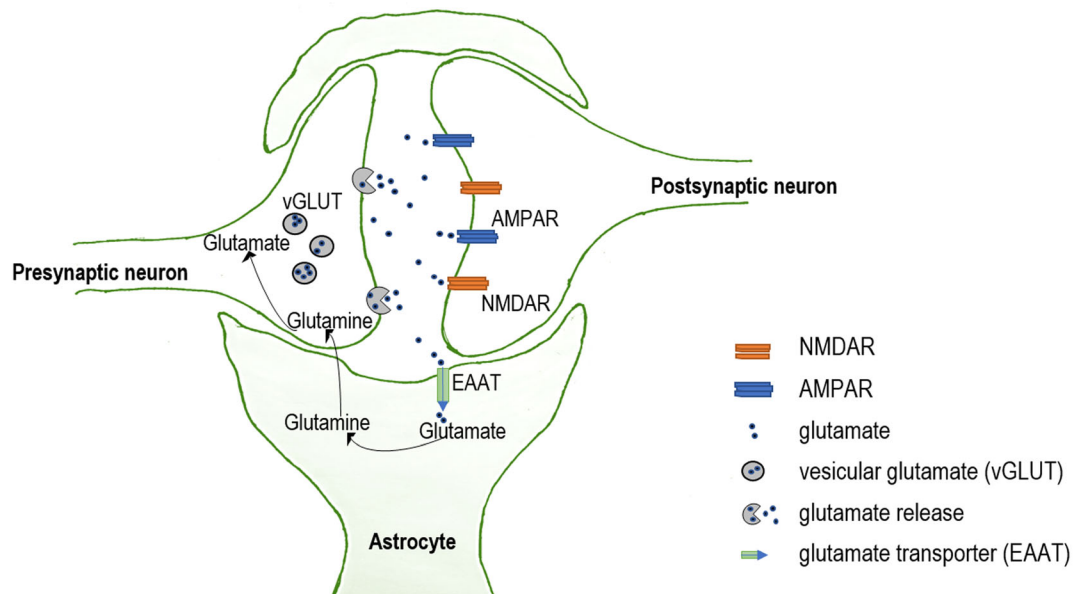 Postsynaptic neuron
vGLUT
AMPAR
Glutamate
Presynaptic neuron
NMDAR
Glutamine
EAAT
Glutamine
Glutamate
Astrocyte
NMDAR
AMPAR
glutamate
vesicular glutamate (vGLUT)
glutamate release
glutamate transporter (EAAT)